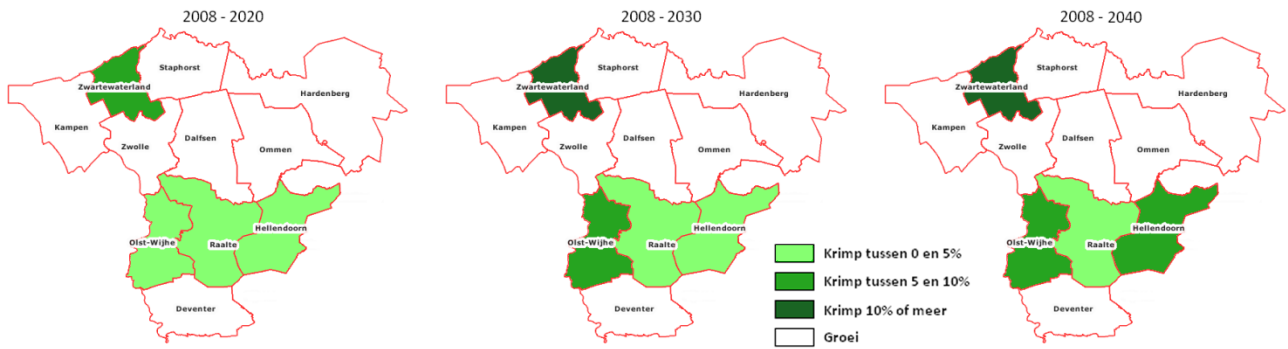 2008 - 2020
Staphorst
Zwartewaterland
Hardenberg
Kampen
Dalfsen
Zwolle
Ommen
Hellendoorn
Olst-Wijhe
Raalte
Deventer
2008 - 2030
Staphorst
Zwartewaterland
Hardenberg
Kampen
Dalfsen
Zwolle
Ommen
Hellendoorn
Olst-Wijhe
Raalte
Deventer
Krimp tussen 0 en 5%
Krimp tussen 5 en 10%
Krimp 10% of meer
Groei
2008 - 2040
Staphorst
Zwartewaterland
Hardenberg
Kampen
Dalfsen
Zwolle
Ommen
Hellendoorn
Olst-Wijhe
Raalte
Deventer